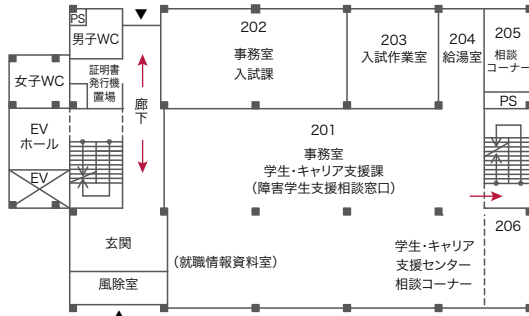 PS
男子WC
女子WC
証明書
発行機
置場
廊下
EV
ホール
EV
玄関
風除室
202
事務室
入試課
203
入試作業室
204
給湯室
205
相談
コーナー
PS
201
事務室
学生・キャリア支援課
(障害学生支援相談窓口)
(就職情報資料室)
学生・キャリア
支援センター
相談コーナー
206